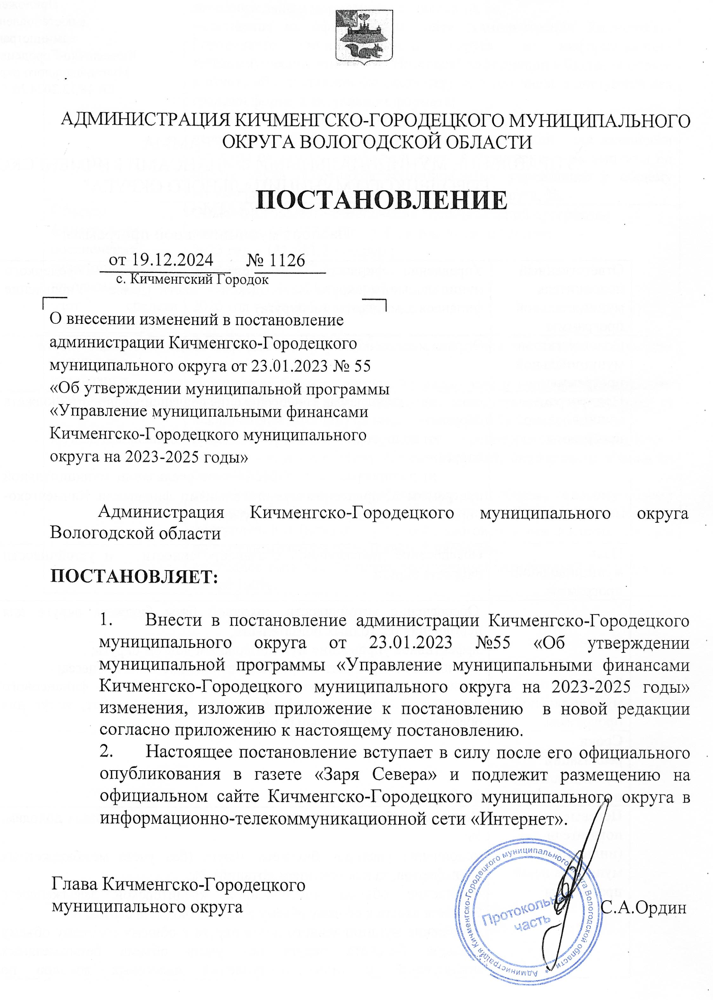 АДМИНИСТРАЦИЯ КИЧМЕНГСКО-ГОРОДЕЦКОГО МУНИЦИПАЛЬНОГО
ОКРУГА ВОЛОГОДСКОЙ ОБЛАСТИ
ПОСТАНОВЛЕНИЕ
от 19.12.2024 № 1126
с. Кичменгский Городок
О внесении изменений в постановление
администрации Кичменгско-Городецкого
муниципального округа от 23.01.2023 № 55
«Об утверждении муниципальной программы
«Управление муниципальными финансами
Кичменгско-Городецкого муниципального
округа на 2023-2025 годы»
Администрация Кичменгско-Городецкого муниципального округа
Вологодской области
ПОСТАНОВЛЯЕТ:
1. Внести в постановление администрации Кичменгско-Городецкого
муниципального округа от 23.01.2023 №55 «Об утверждении
муниципальной программы «Управление муниципальными финансами
Кичменгско-Городецкого муниципального округа на 2023-2025 годы»
изменения, изложив приложение к постановлению в новой редакции
согласно приложению к настоящему постановлению.
2. Настоящее постановление вступает в силу после его официального
опубликования в газете «Заря Севера» и подлежит размещению на
официальном сайте Кичменгско-Городецкого муниципального округа в
информационно-телекоммуникационной сети «Интернет».
Глава Кичменгско-Городецкого
муниципального округа
С.А.Ордин
Администрация Кичменгско-Городецкого муниципального округа Вологодской области *
Протокольная
часть